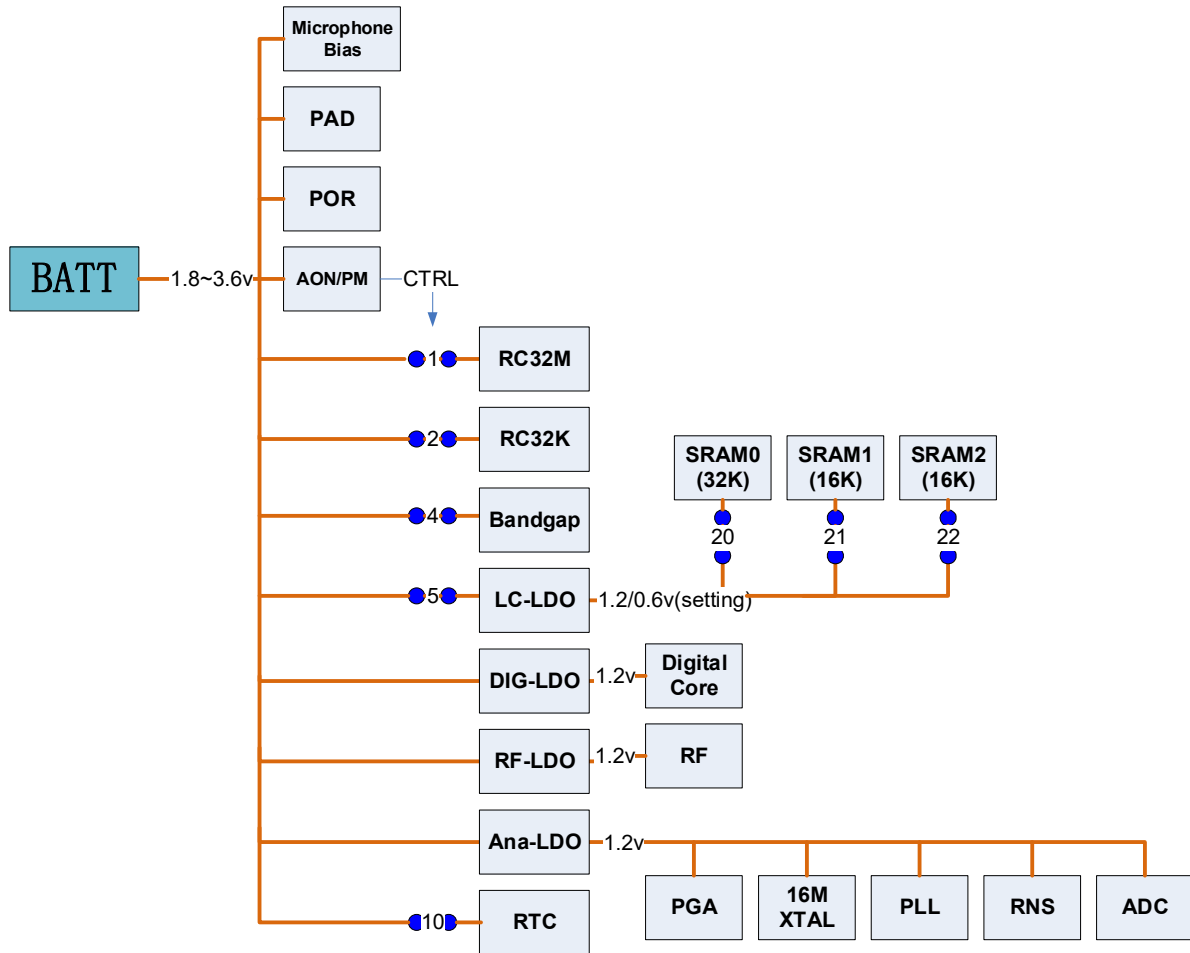 Microphone
Bias
PAD
POR
BATT
1.8~3.6v
AON/PM
CTRL
1
RC32M
2
RC32K
SRAM0
(32K)
SRAM1
(16K)
SRAM2
(16K)
4
Bandgap
20
21
22
5
LC-LDO
1.2/0.6v(setting)
DIG-LDO
1.2v
Digital
Core
RF-LDO
1.2v
RF
Ana-LDO
1.2v
PGA
16M
XTAL
PLL
RNS
ADC
10
RTC